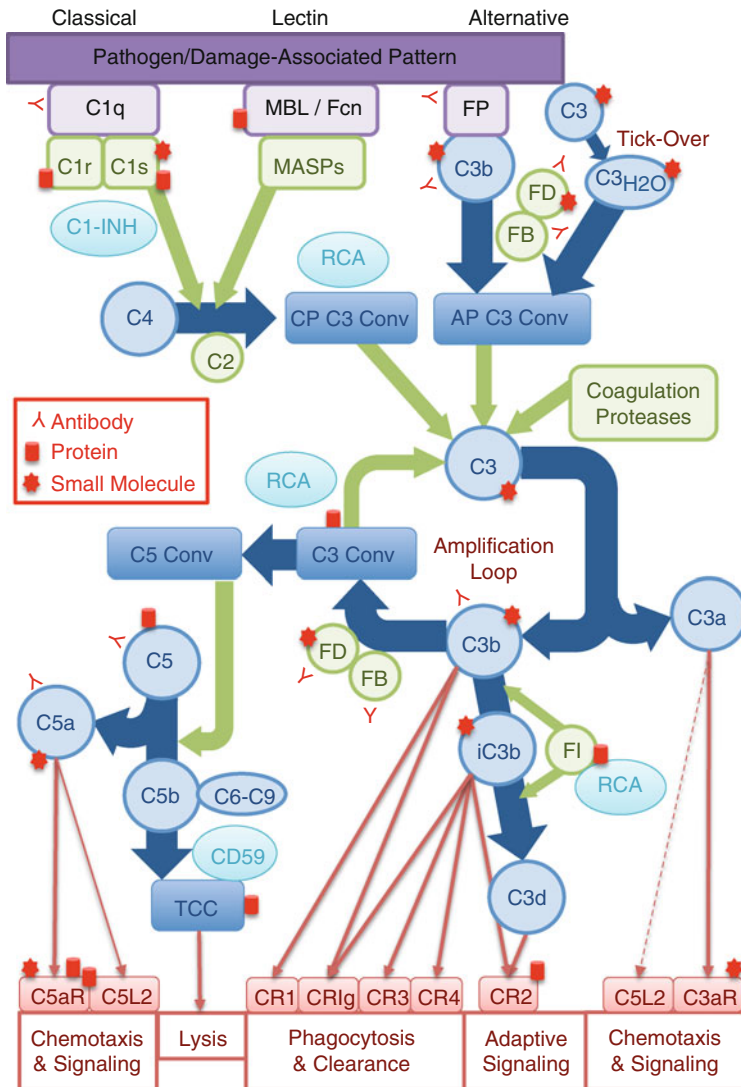 Classical Lectin Alternative
Pathogen/Damage-Associated Pattern
C1q MBL / Fcn FP C3
Tick-Over
C1r C1s MASPs C3b FD C3H2O
FB
C1-INH
RCA
C4 CP C3 Conv AP C3 Conv
C2
Coagulation
Proteases
Antibody
Protein
Small Molecule
C3
RCA
C5 Conv C3 Conv
Amplification
Loop
C3a
C3b
FD
FB
C5
C5a
iC3b FI
RCA
C5b C6-C9
CD59
C3d
TCC
C5aR C5L2 CR1 CRIg CR3 CR4 CR2 C5L2 C3aR
Chemotaxis Lysis Phagocytosis Adaptive Chemotaxis
& Signaling & Clearance Signaling & Signaling